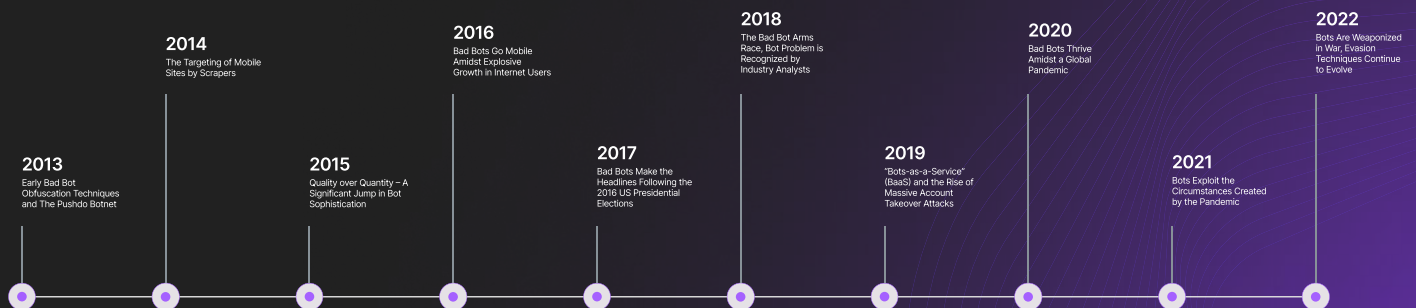 2013
Early Bad Bot
Obfuscation Techniques
and The Pushdo Botnet
2014
The Targeting of Mobile
Sites by Scrapers
2015
Quality over Quantity – A
Significant Jump in Bot
Sophistication
2016
Bad Bots Go Mobile
Amidst Explosive
Growth in Internet Users
2017
Bad Bots Make the
Headlines Following the
2016 US Presidential
Elections
2018
The Bad Bot Arms
Race, Bot Problem is
Recognized by
Industry Analysts
2019
"Bots-as-a-Service"
(BaaS) and the Rise of
Massive Account
Takeover Attacks
2020
Bad Bots Thrive
Amidst a Global
Pandemic
2021
Bots Exploit the
Circumstances Created
by the Pandemic
2022
Bots Are Weaponized
in War, Evasion
Techniques Continue
to Evolve